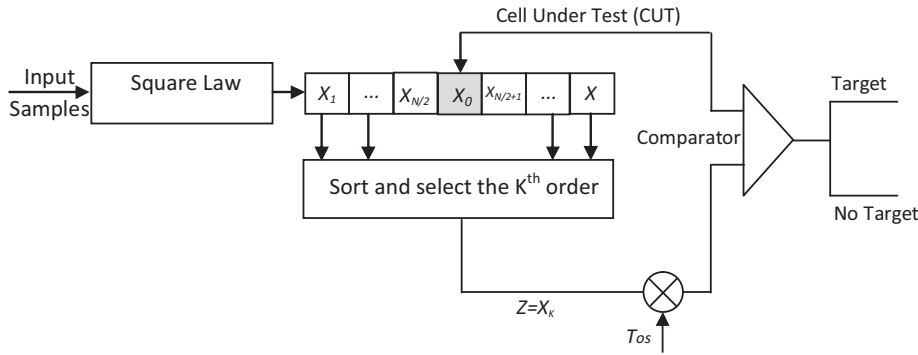 Cell Under Test (CUT)
Input
Samples
Square Law
X1 ... XN/2 X0 XN/2+1 ... X
Target
Comparator
Sort and select the Kth order
No Target
Z=XK
Tos